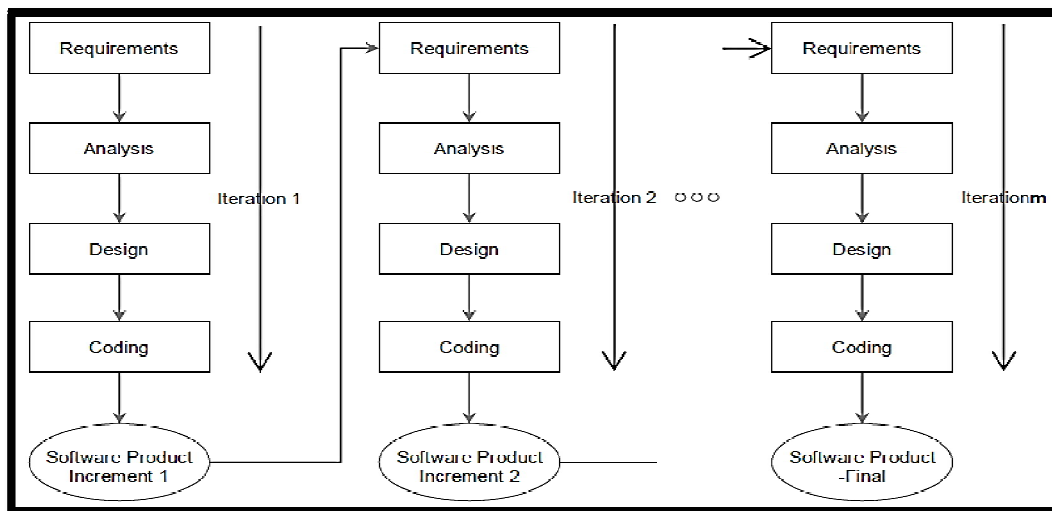 Requirements
Analysis
Design
Coding
Software Product
Increment 1
Iteration 1
Requirements
Analysis
Design
Coding
Software Product
Increment 2
Iteration 2
Requirements
Analysis
Design
Coding
Software Product
-Final
Iterationm